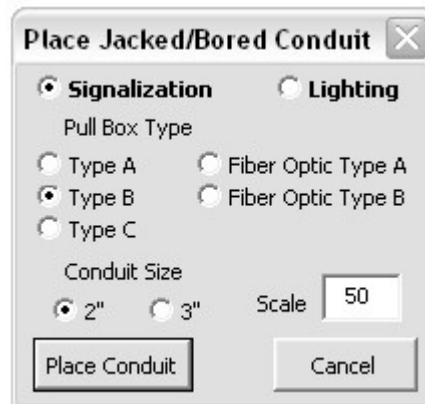 Place Jacked/Bored Conduit
Signalization Lighting
Pull Box Type
Type A Fiber Optic Type A
Type B Fiber Optic Type B
Type C
Conduit Size
2" 3" Scale 50
Place Conduit Cancel